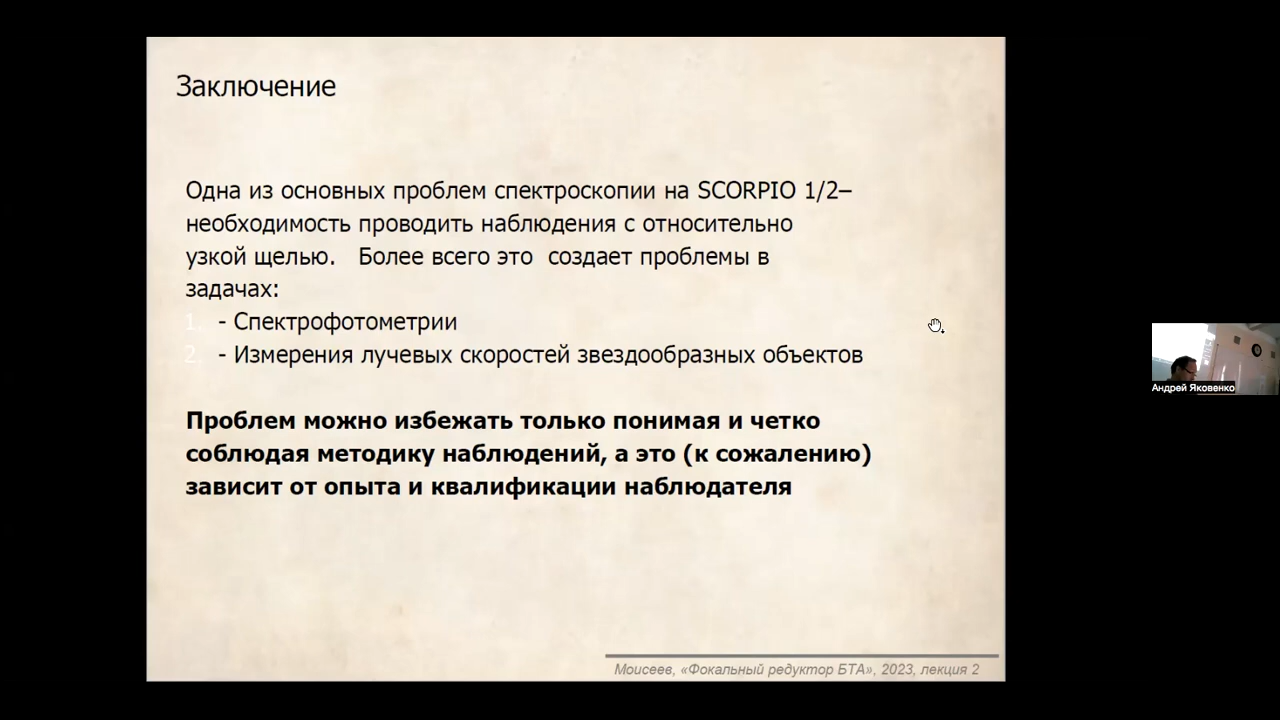 Заключение
Одна из основных проблем спектроскопии на SCORPIO 1/2–
необходимость проводить наблюдения с относительно
узкой щелью. Более всего это создает проблемы в
задачах:
1. - Спектрофотометрии
2. - Измерения лучевых скоростей звездообразных объектов
Проблем можно избежать только понимая и четко
соблюдая методику наблюдений, а это (к сожалению)
зависит от опыта и квалификации наблюдателя
Моисеев, «Фокальный редуктор БТА», 2023, лекция 2
Андрей Яковенко